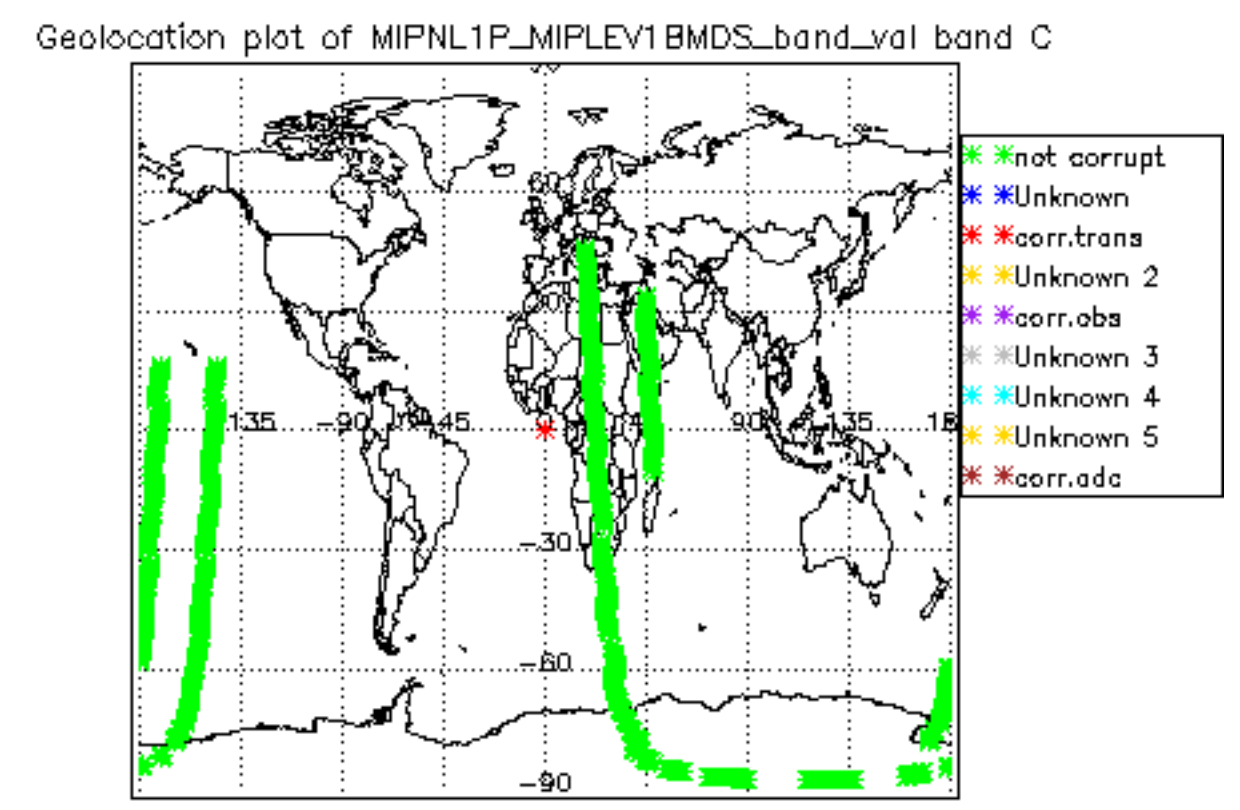 Geolocation plot of MIPNL1P_MIPLEV1BMDS_band_val band C
not corrupt
Unknown
corr.trans
Unknown 2
corr.obs
Unknown 3
Unknown 4
Unknown 5
corr.adc
60
135 -90 -45 90 135
-30
-60
-90